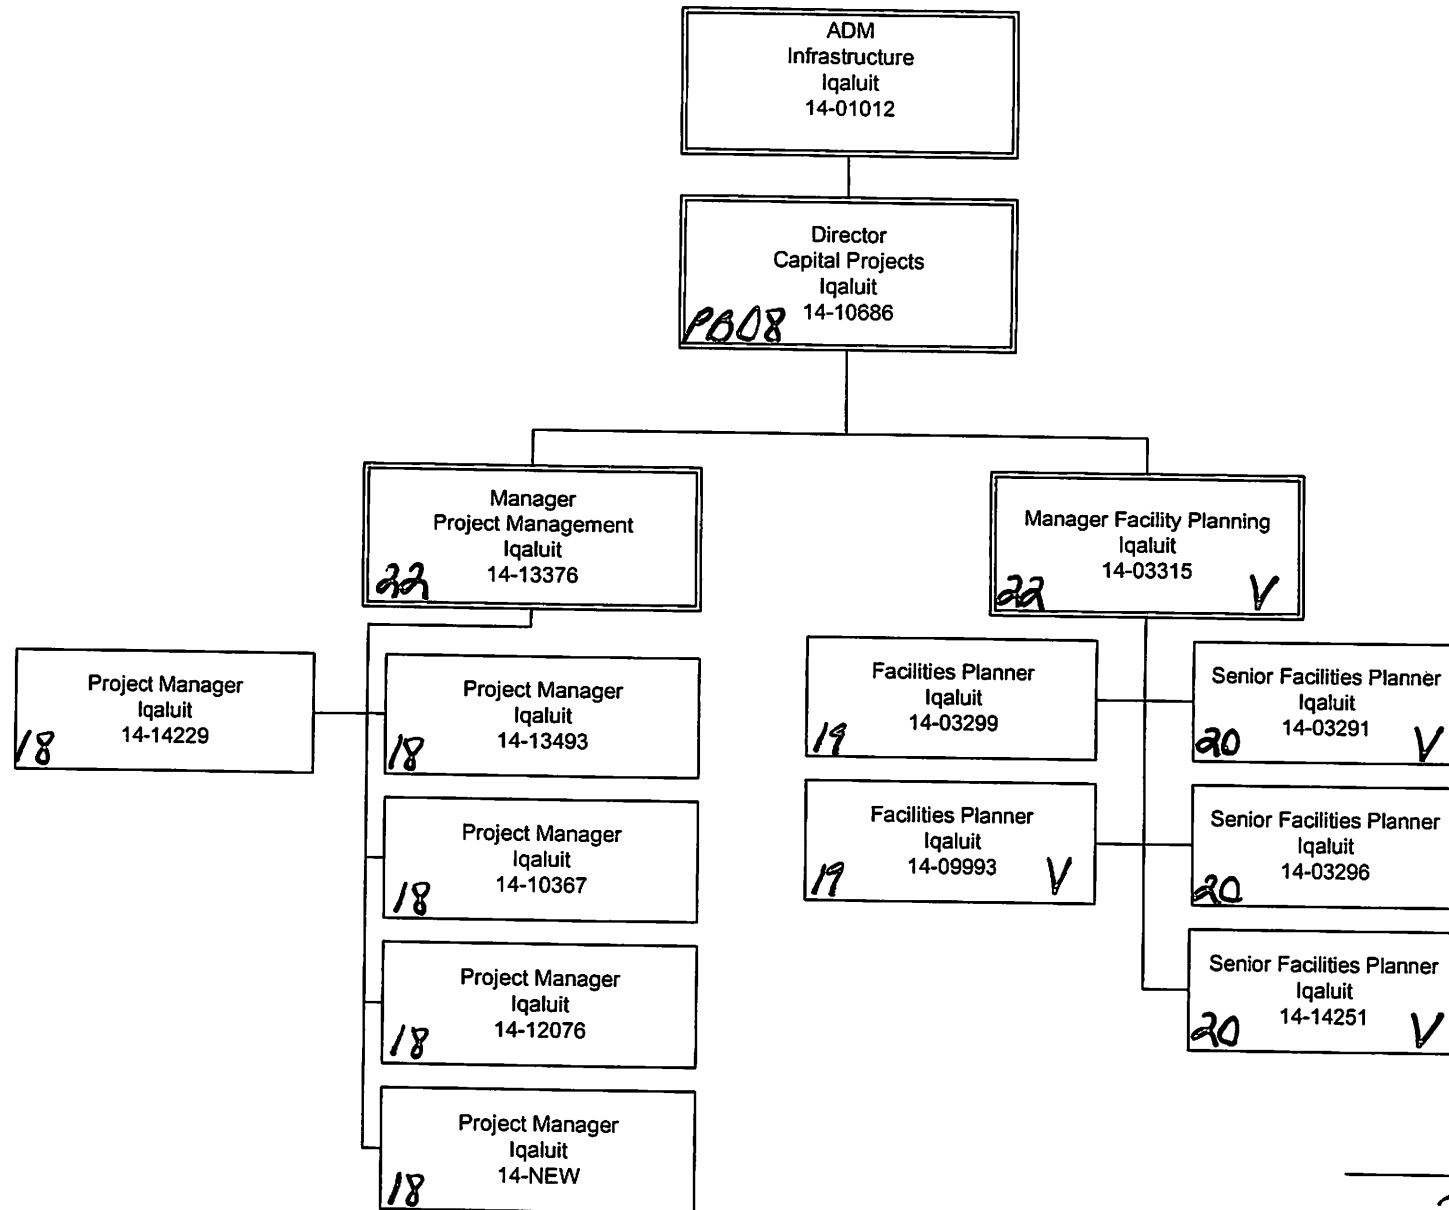 ADM
Infrastructure
Iqaluit
14-01012
Director
Capital Projects
Iqaluit
14-10686
PB08
Manager
Project Management
Iqaluit
14-13376
22
Manager Facility Planning
Iqaluit
14-03315
22 V
Project Manager
Iqaluit
14-14229
18
Project Manager
Iqaluit
14-13493
18
Project Manager
Iqaluit
14-10367
18
Project Manager
Iqaluit
14-12076
18
Project Manager
Iqaluit
14-NEW
18
Facilities Planner
Iqaluit
14-03299
19
Facilities Planner
Iqaluit
14-09993
19 V
Senior Facilities Planner
Iqaluit
14-03291
20 V
Senior Facilities Planner
Iqaluit
14-03296
20
Senior Facilities Planner
Iqaluit
14-14251
20 V